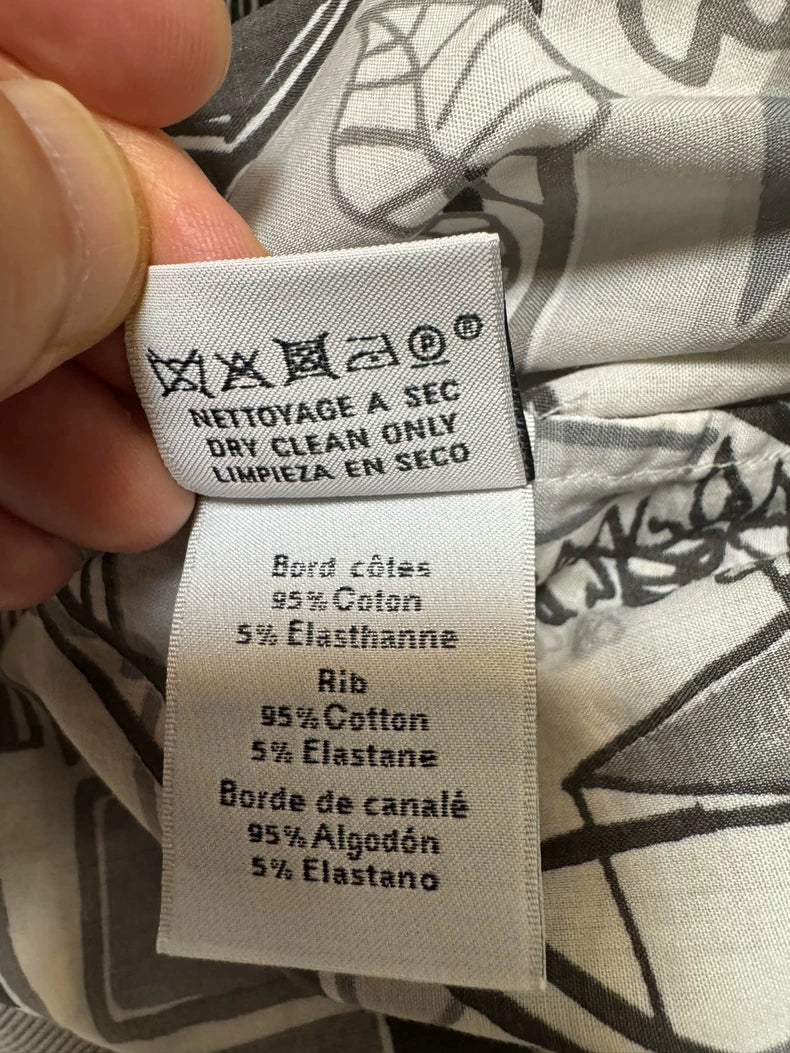 P ®
NETTOYAGE A SEC
DRY CLEAN ONLY
LIMPIEZA EN SECO
Bord côtes
95% Coton
5% Elasthanne
Rib
95% Cotton
5% Elastane
Borde de canalé
95% Algodón
5% Elastano